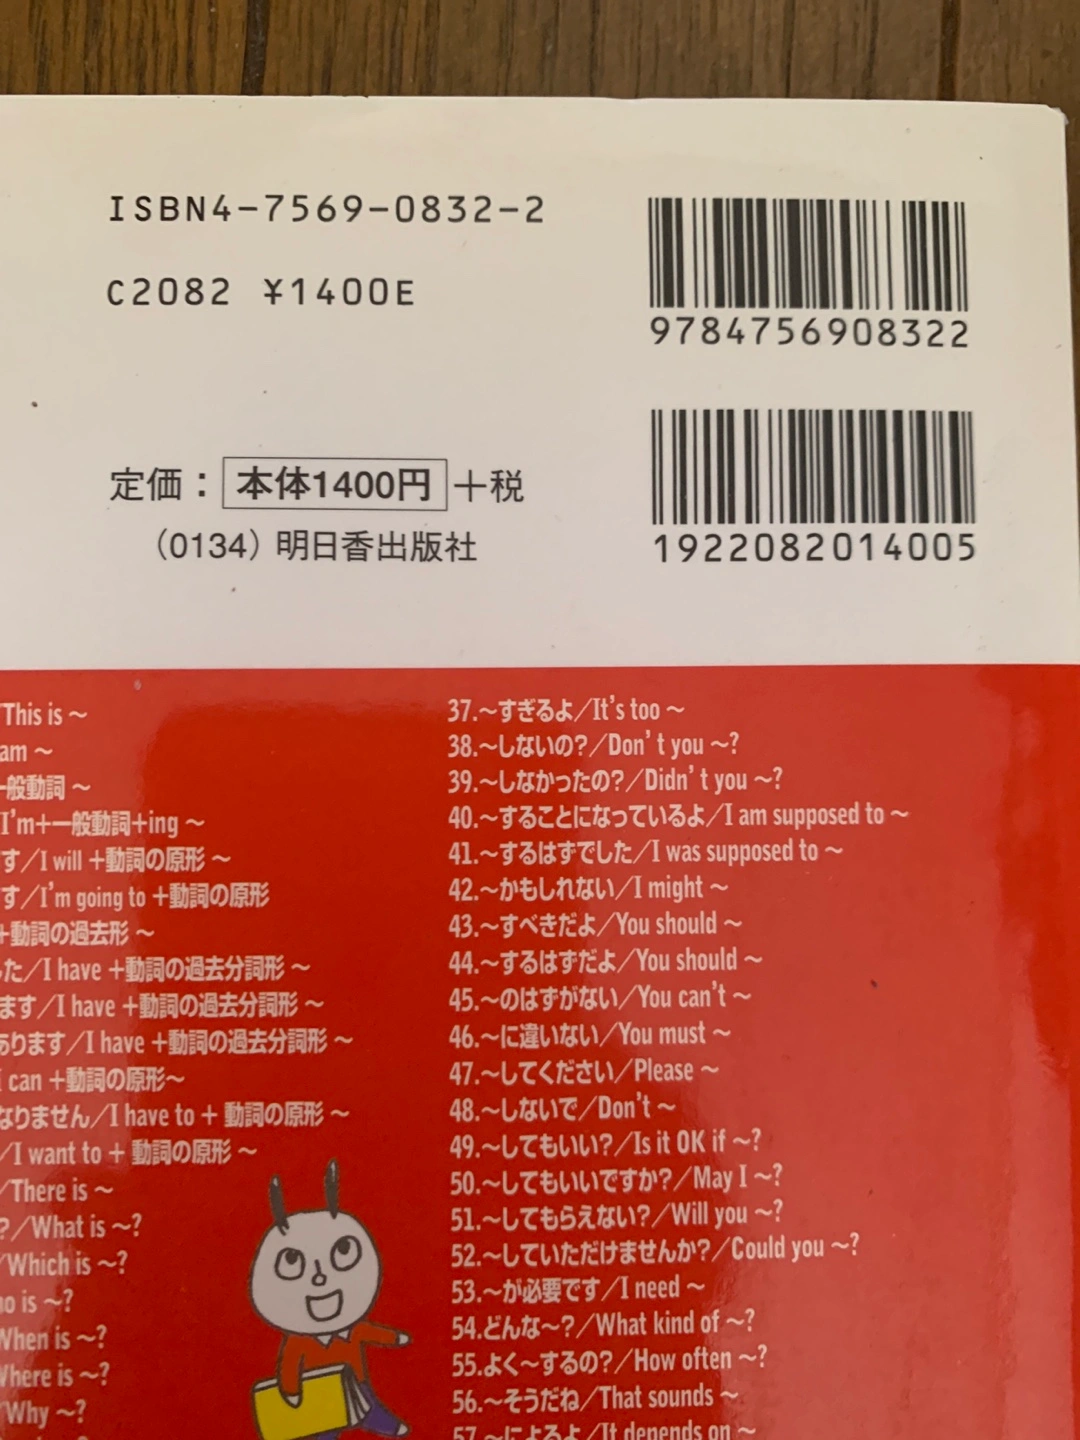 ISBN4-7569-0832-2
C2082 ¥1400E
9784756908322
定価：本体1400円＋税
（0134）明日香出版社
1922082014005
/This is ～
am ～
一般動詞 ～
I'm+一般動詞+ing ～
す/I will +動詞の原形 ～
す/I'm going to +動詞の原形
+動詞の過去形 ～
した/I have +動詞の過去分詞形 ～
ます/I have +動詞の過去分詞形 ～
あります/I have +動詞の過去分詞形 ～
I can +動詞の原形～
なりません/I have to + 動詞の原形 ～
/I want to + 動詞の原形 ～
/There is ～
?/What is ～?
/Which is ～?
ho is ～?
When is ～?
Where is ～?
/Why ～?
37.～すぎるよ/It's too ～
38.～しないの?/Don't you ～?
39.～しなかったの?/Didn't you ～?
40.～することになっているよ/I am supposed to ～
41.～するはずでした/I was supposed to ～
42.～かもしれない/I might ～
43.～すべきだよ/You should ～
44.～するはずだよ/You should ～
45.～のはずがない/You can't ～
46.～に違いない/You must ～
47.～してください/Please ～
48.～しないで/Don't ～
49.～してもいい?/Is it OK if ～?
50.～してもいいですか?/May I ～?
51.～してもらえない?/Will you ～?
52.～していただけませんか?/Could you ～?
53.～が必要です/I need ～
54.どんな～?/What kind of ～?
55.よく～するの?/How often ～?
56.～そうだね/That sounds ～
57.～によるよ/It depends on ～